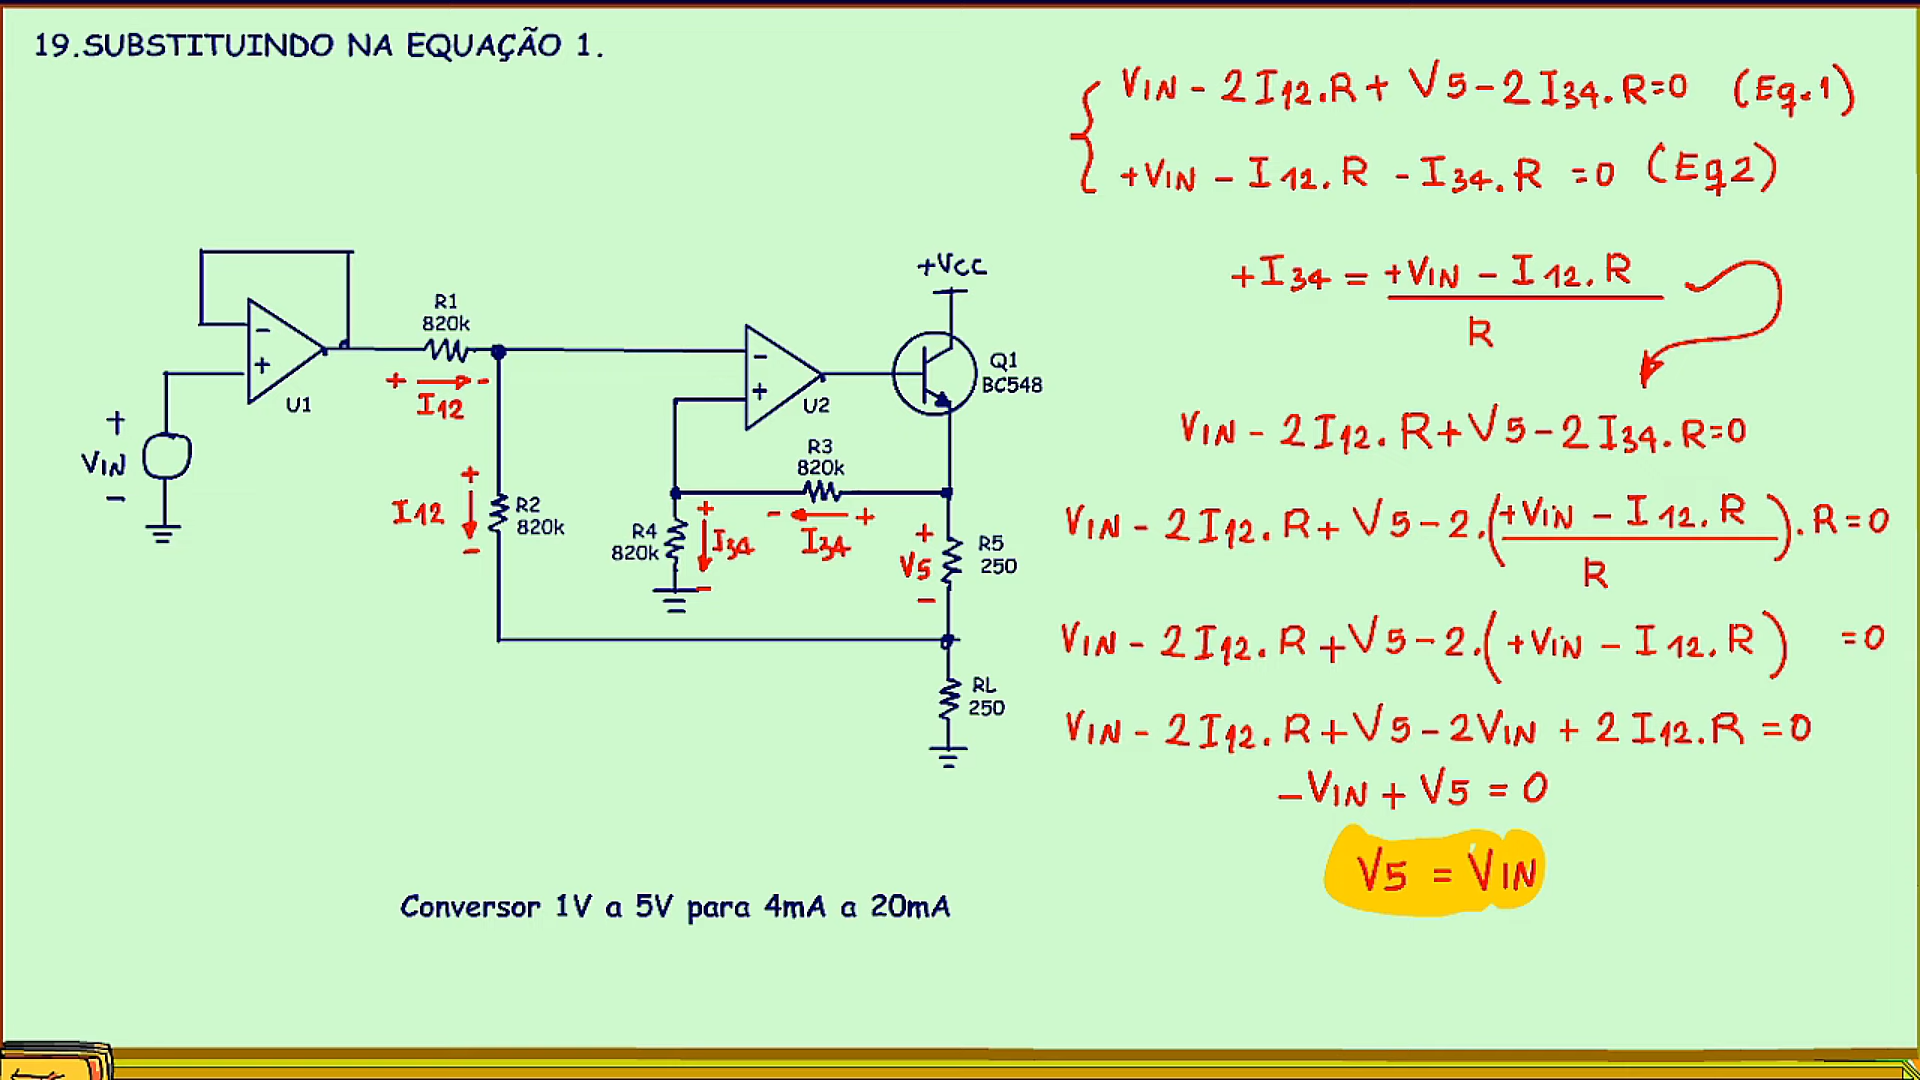 19.SUBSTITUINDO NA EQUAÇÃO 1.
VIN - 2I12.R + V5 - 2I34.R=0 (Eq.1)
+VIN - I12.R - I34.R =0 (Eq2)
+I34 = +VIN - I12.R
R
VIN - 2I12.R+V5-2I34.R=0
VIN - 2I12.R+ V5-2.(+VIN - I12.R).R=0
R
VIN - 2I12.R+V5-2.(+VIN - I12.R) =0
VIN - 2I12.R+V5-2VIN + 2I12.R=0
-VIN + V5 = 0
V5 = VIN
+VCC
R1
820k
-
+
U1
+ -
I12
+
VIN
-
-
+
U2
Q1
BC548
R3
820k
- +
I34
+
I12
-
R2
820k
R4
820k
+
I34
-
+
V5
-
R5
250
RL
250
Conversor 1V a 5V para 4mA a 20mA